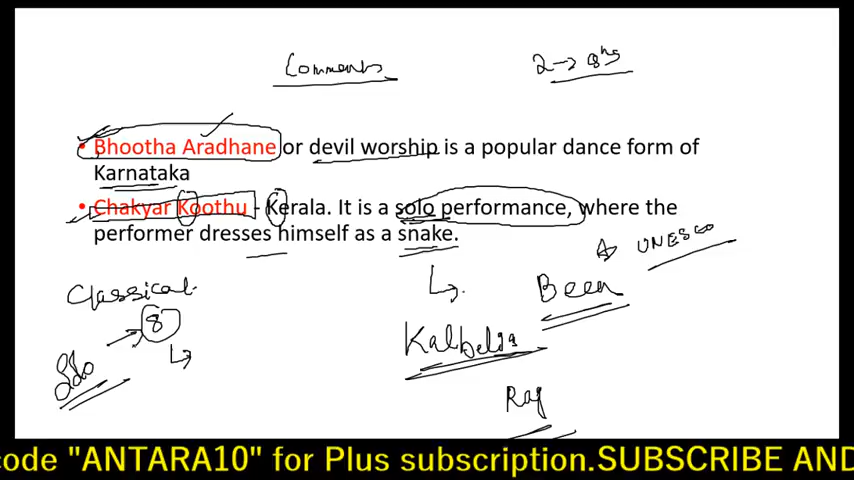 Comments 2 → 8hs
• Bhootha Aradhane or devil worship is a popular dance form of
Karnataka
• Chakyar Koothu - Kerala. It is a solo performance, where the
performer dresses himself as a snake.
UNESCO
Classical
Been
8
Kalbelia
Solo
Raj
code "ANTARA10" for Plus subscription.SUBSCRIBE AND